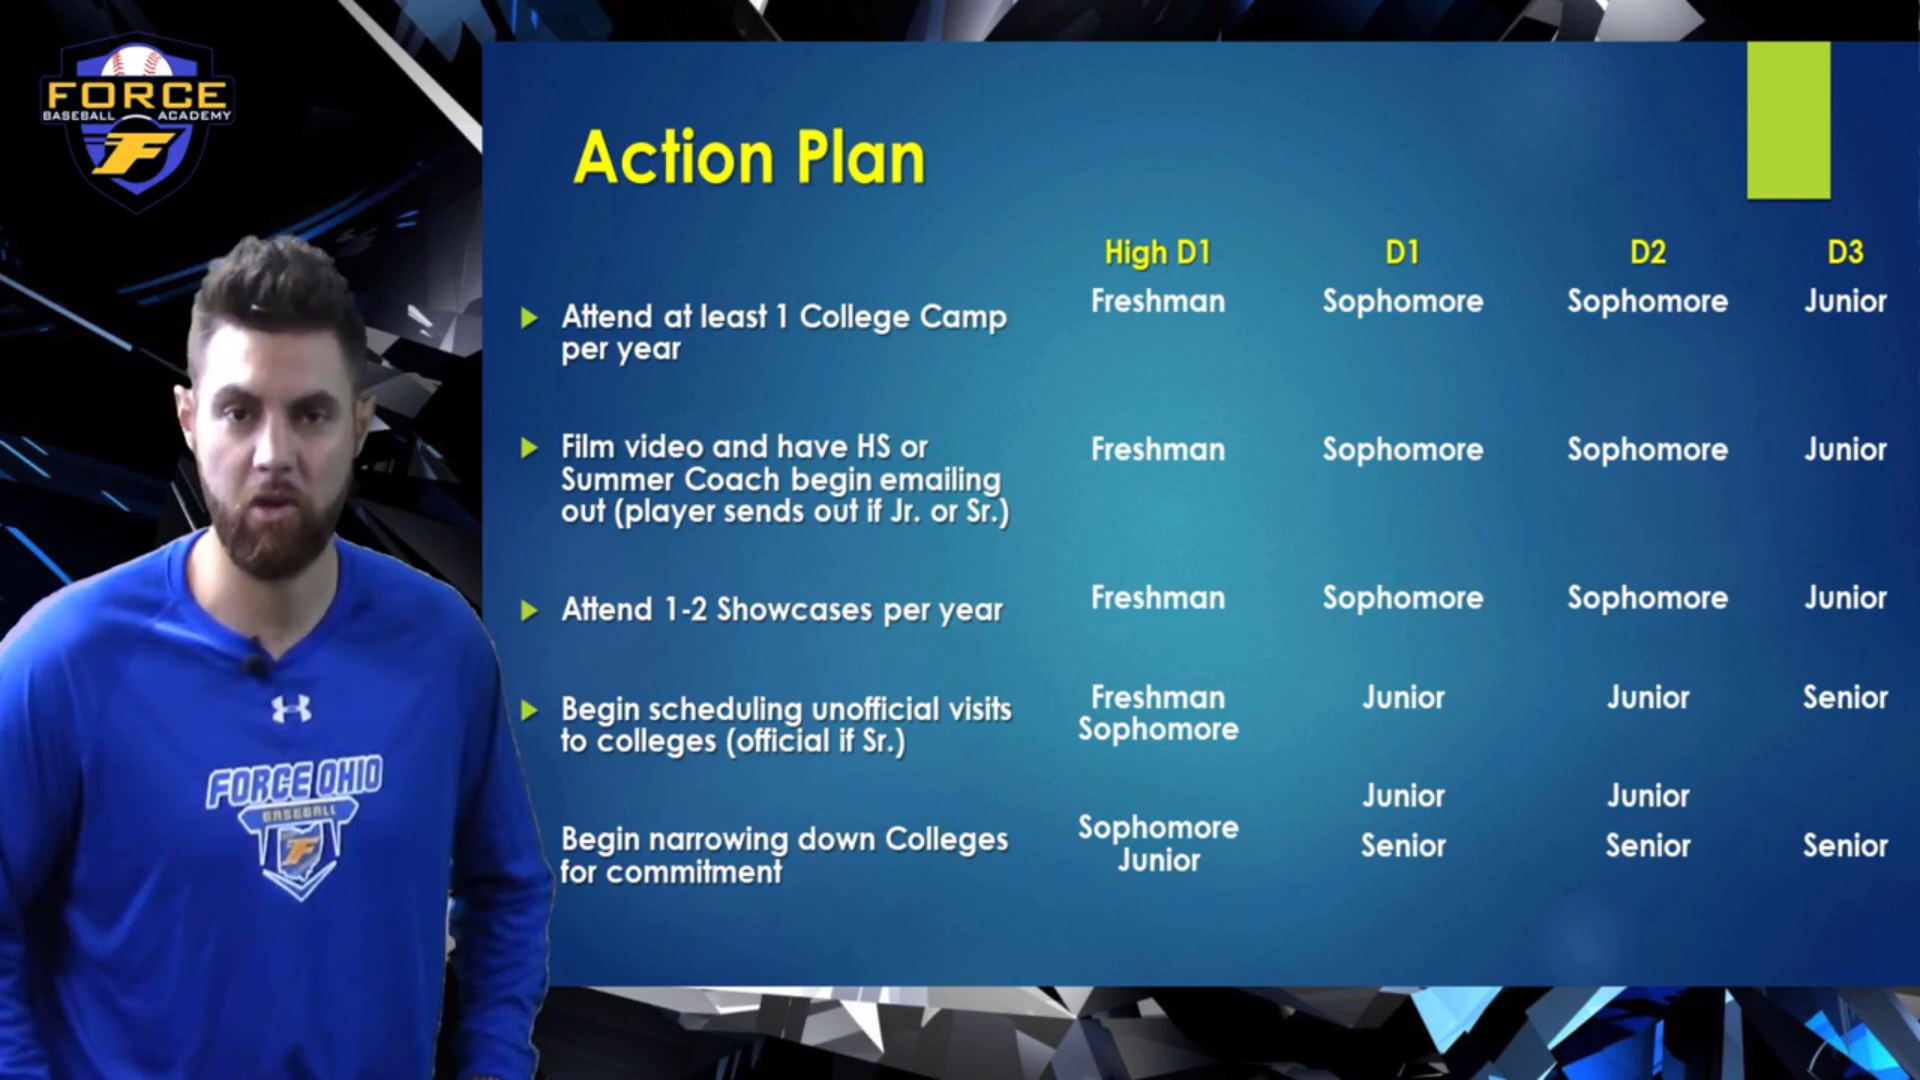 FORCE
BASEBALL ACADEMY
F
Action Plan
High D1 D1 D2 D3
Attend at least 1 College Camp
per year
Freshman Sophomore Sophomore Junior
Film video and have HS or
Summer Coach begin emailing
out (player sends out if Jr. or Sr.)
Freshman Sophomore Sophomore Junior
Attend 1-2 Showcases per year
Freshman Sophomore Sophomore Junior
Begin scheduling unofficial visits
to colleges (official if Sr.)
Freshman
Sophomore
Junior Junior Senior
Begin narrowing down Colleges
for commitment
Sophomore
Junior
Junior Junior
Senior Senior Senior
FORCE OHIO
BASEBALL
F